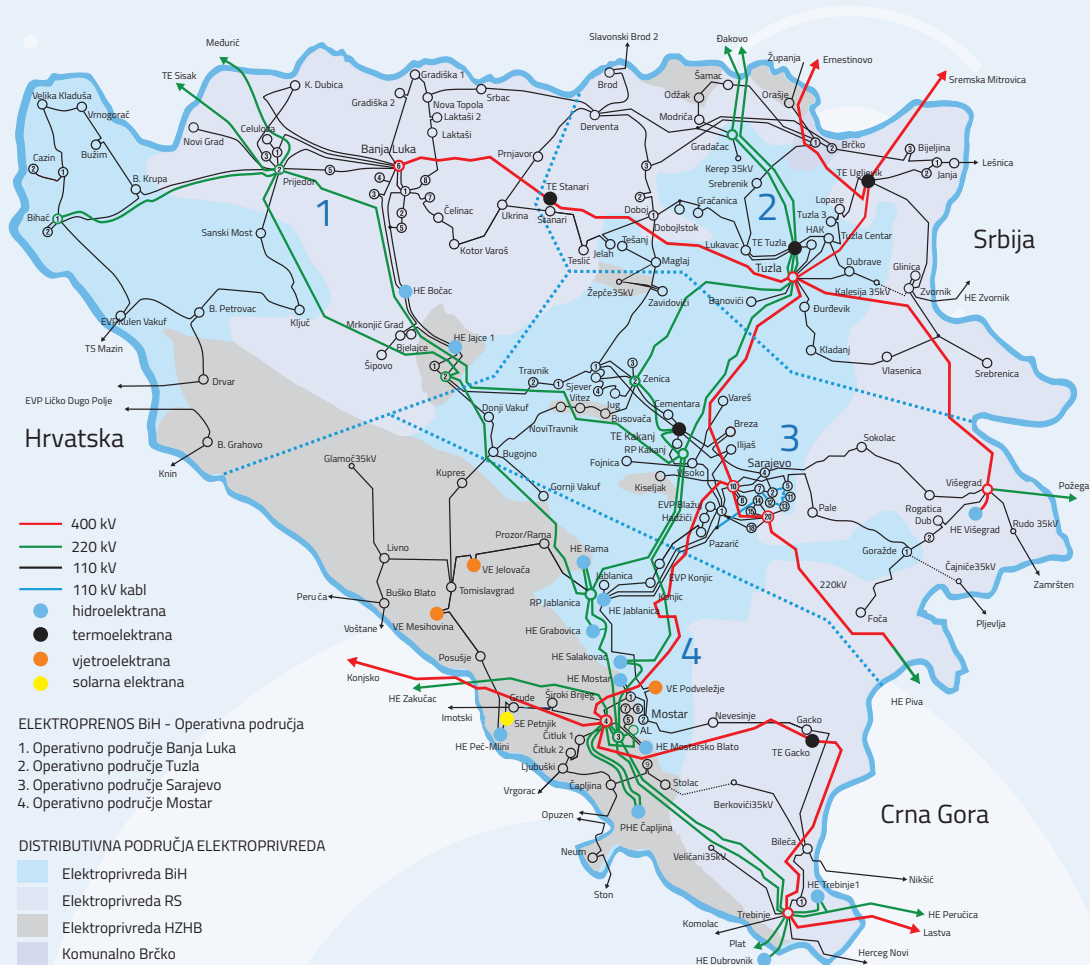 Međurič
TE Sisak
Velika Kladuša
Vrnograč
Cazin
Bužim
Bihać
B. Krupa
Novi Grad
Celuloza
K. Dubica
Prijedor
Sanski Most
Gradiška 1
Gradiška 2
Nova Topola
Laktaši 2
Laktaši
Srbac
Banja Luka
Čelinac
Kotor Varoš
Ukrina
Prnjavor
Derventa
Slavonski Brod 2
Brod
TE Stanari
Stanari
Teslić
Jelah
Tešanj
Doboj
DobojIstok
Maglaj
Žepče35kV
Zavidovići
Đakovo
Županja
Ernestinovo
Sremska Mitrovica
Šamac
Odžak
Orašje
Modriča
Gradačac
Kerep 35kV
Srebrenik
Gračanica
Lukavac
Brčko
Bijeljina
Janja
Lešnica
TE Ugljevik
Lopare
Tuzla 3
HAK
TE Tuzla
Tuzla Centar
Tuzla
Dubrave
Kalesija 35kV
Banovići
Đurđevik
Kladanj
Glinica
Zvornik
HE Zvornik
Vlasenica
Srebrenica
Srbija
1
2
3
4
EVP Kulen Vakuf
TS Mazin
B. Petrovac
Ključ
Drvar
EVP Ličko Dugo Polje
B. Grahovo
Knin
Hrvatska
HE Bočac
Mrkonjić Grad
Bjelajce
Šipovo
HE Jajce 1
Travnik
Sjever
Vitez
Jug
NoviTravnik
Busovača
Zenica
Donji Vakuf
Bugojno
Glamoč35kV
Kupres
Gornji Vakuf
Cementara
TE Kakanj
RP Kakanj
Fojnica
Visoko
Kiseljak
Vareš
Breza
Ilijaš
Sarajevo
EVP Blažuj
Hadžići
Pazarić
Pale
Sokolac
Višegrad
Požega
HE Višegrad
Rogatica
Dub
Rudo 35kV
Goražde
Čajniče35kV
Zamršten
Pljevlja
Foča
220kV
HE Piva
Livno
Buško Blato
Peruća
Voštane
Tomislavgrad
VE Jelovača
VE Mesihovina
Prozor/Rama
HE Rama
Jablanica
EVP Konjic
Konjic
RP Jablanica
HE Jablanica
HE Grabovica
HE Salakovac
HE Mostar
VE Podveležje
Mostar
AL
HE Mostarsko Blato
Posušje
Konjsko
HE Zakučac
Grude
Široki Brijeg
Imotski
SE Petnjik
HE Peć-Mlini
Čitluk 1
Čitluk 2
Ljubuški
Vrgorac
Čapljina
Stolac
Opuzen
PHE Čapljina
Neum
Ston
Nevesinje
Gacko
TE Gacko
Berkovići35kV
Crna Gora
Bileća
Veličani35kV
Nikšić
HE Trebinje1
Trebinje
HE Perućica
Lastva
Komolac
Plat
HE Dubrovnik
Herceg Novi
400 kV
220 kV
110 kV
110 kV kabl
hidroelektrana
termoelektrana
vjetroelektrana
solarna elektrana
ELEKTROPRENOS BiH - Operativna područja
1. Operativno područje Banja Luka
2. Operativno područje Tuzla
3. Operativno područje Sarajevo
4. Operativno područje Mostar
DISTRIBUTIVNA PODRUČJA ELEKTROPRIVREDA
Elektroprivreda BiH
Elektroprivreda RS
Elektroprivreda HZHB
Komunalno Brčko